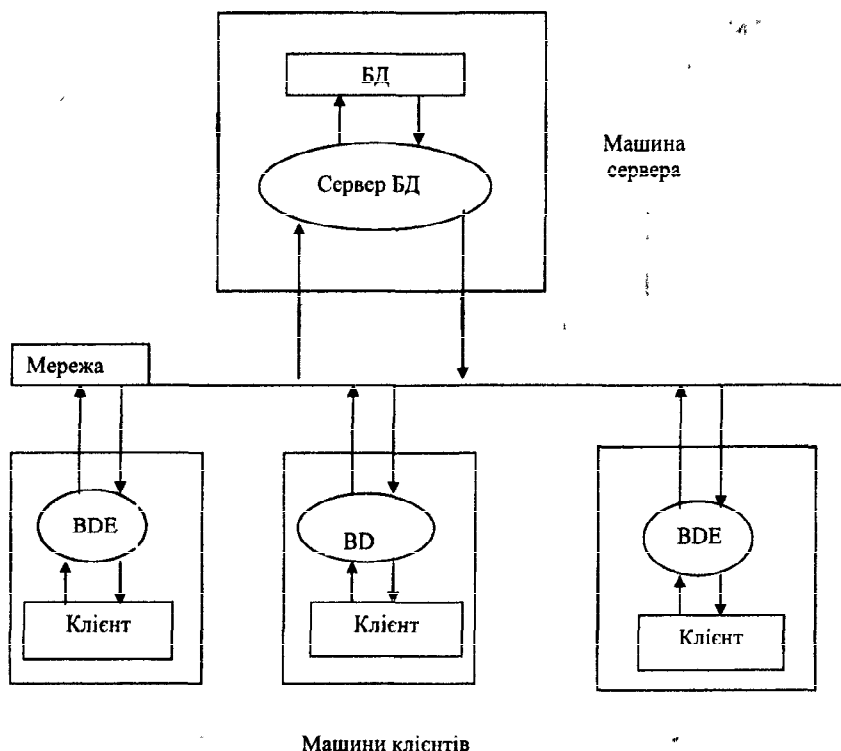 БД
Сервер БД
Машина
сервера
Мережа
BDE
BD
BDE
Клієнт
Клієнт
Клієнт
Машини клієнтів